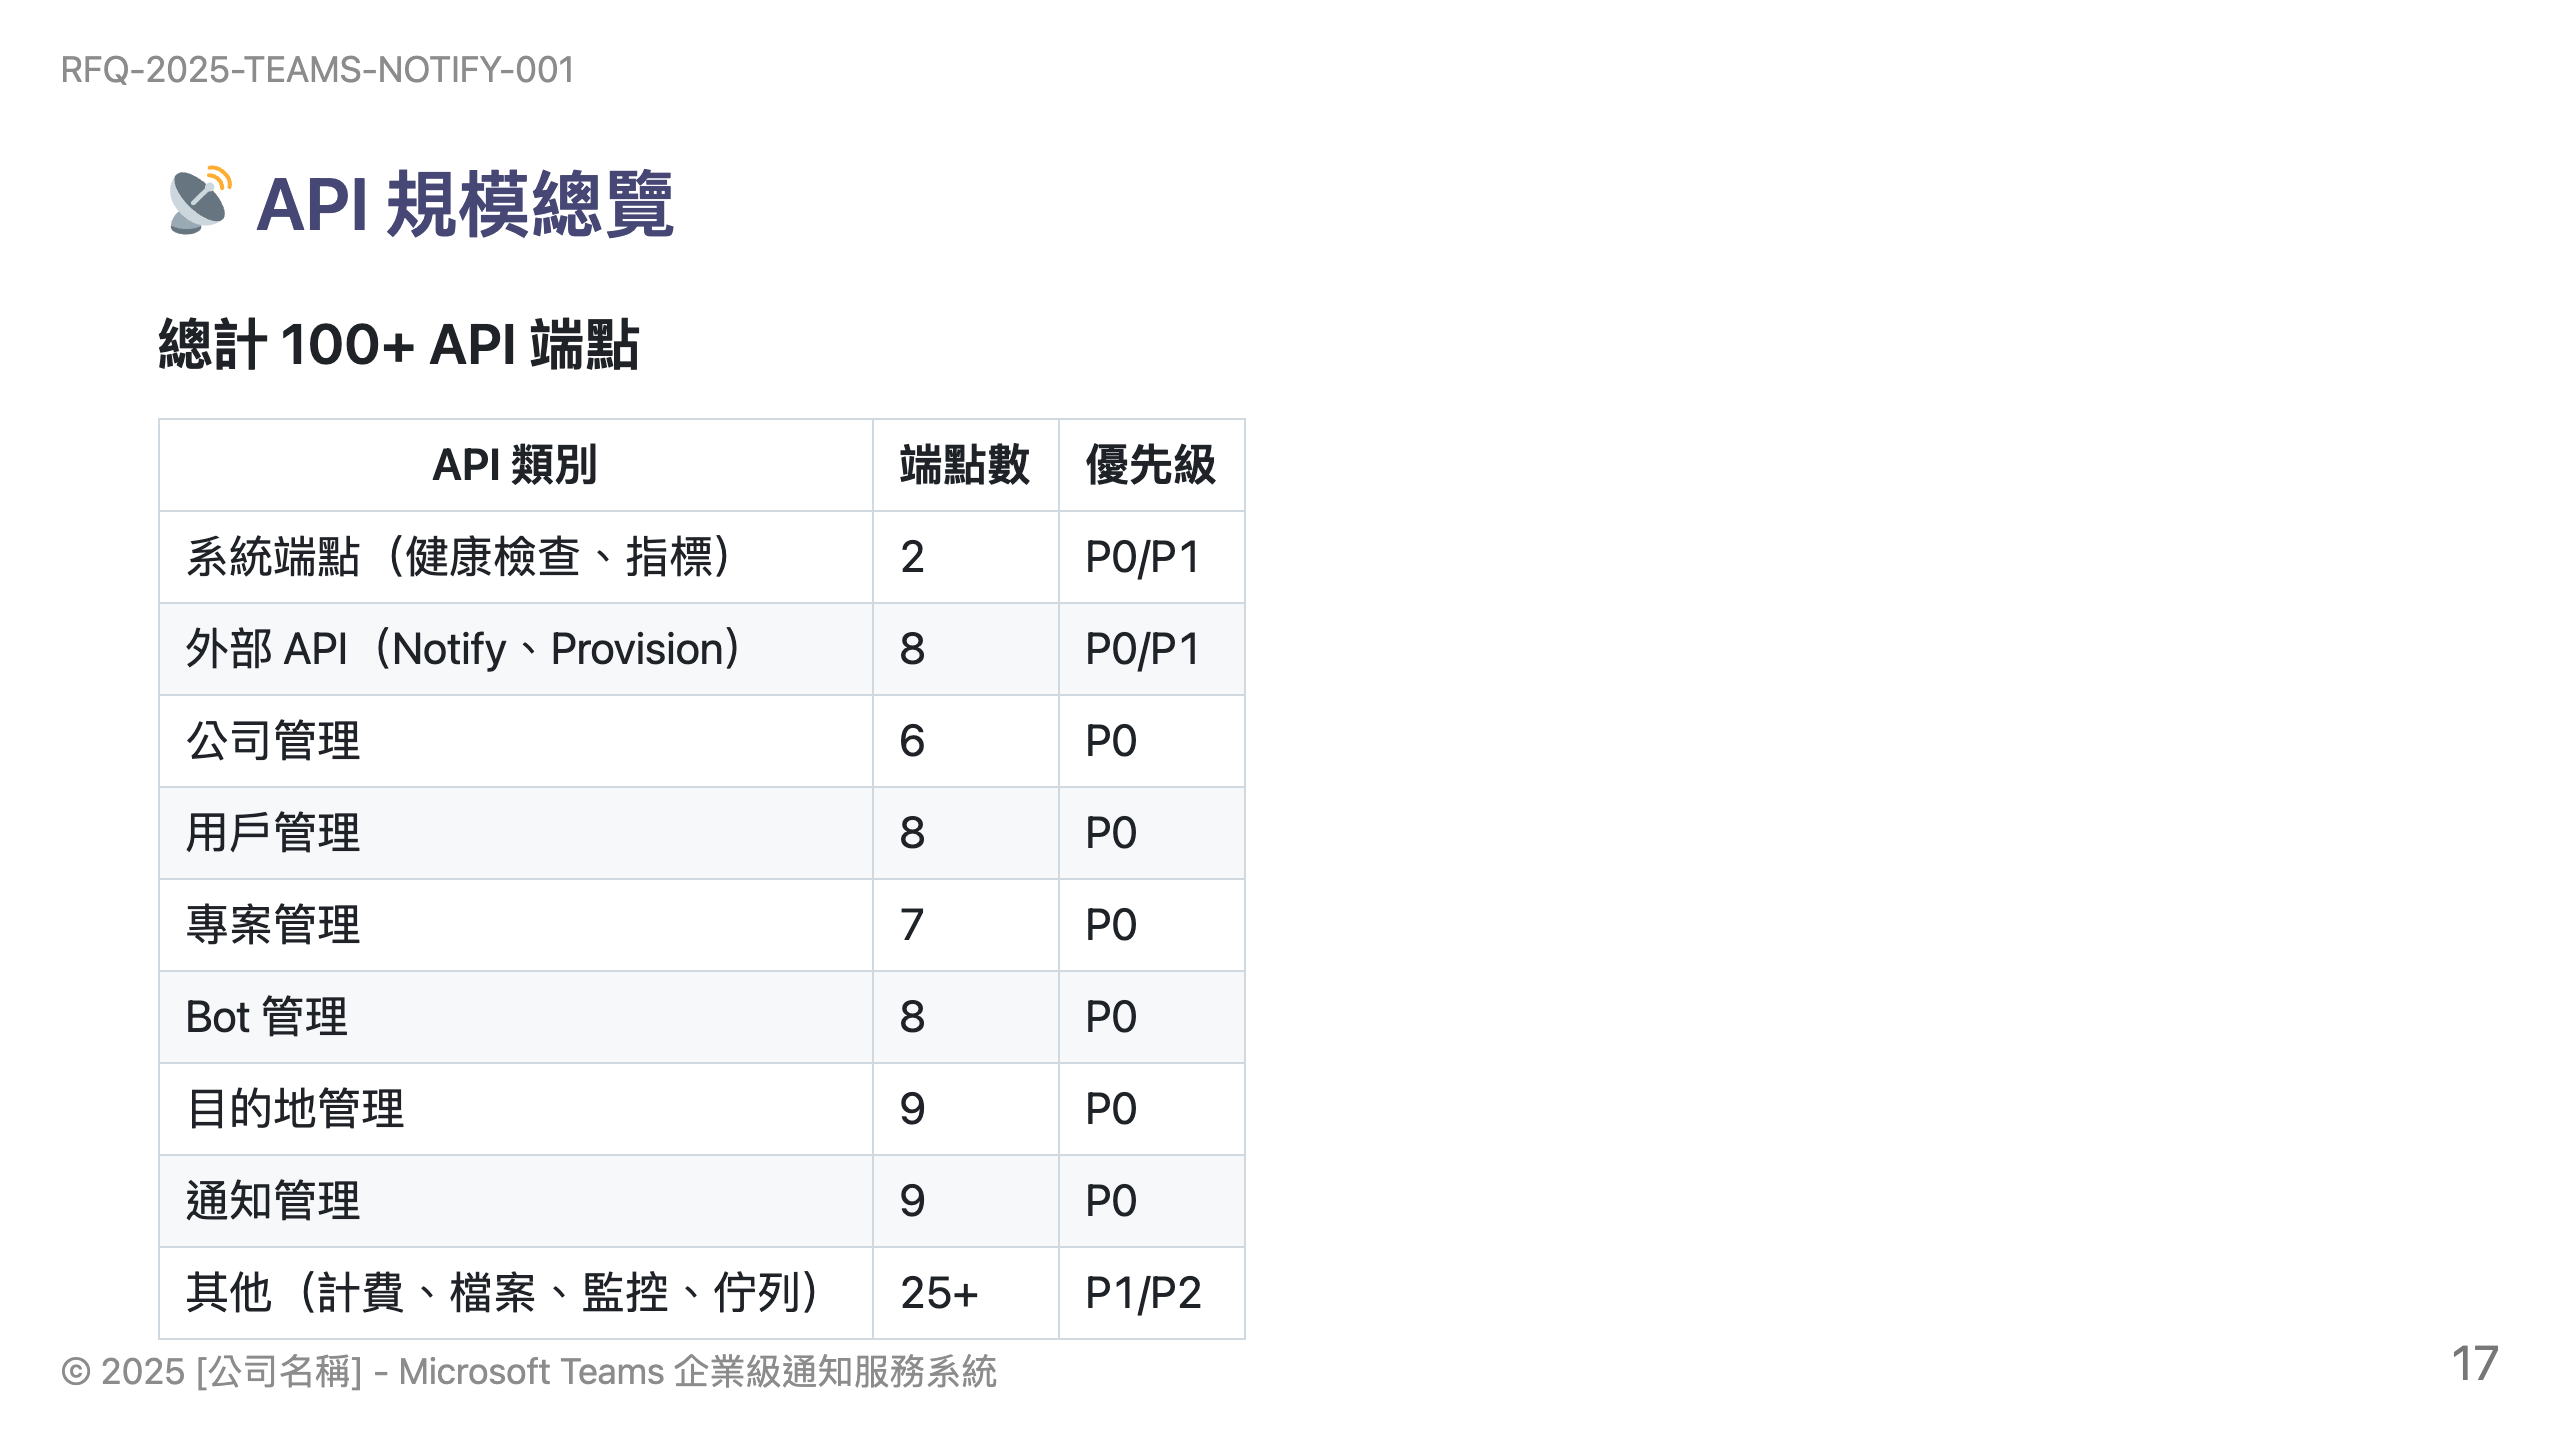 RFQ-2025-TEAMS-NOTIFY-001
API 規模總覽
總計 100+ API 端點
API 類別 端點數 優先級
系統端點（健康檢查、指標） 2 P0/P1
外部 API（Notify、Provision） 8 P0/P1
公司管理 6 P0
用戶管理 8 P0
專案管理 7 P0
Bot 管理 8 P0
目的地管理 9 P0
通知管理 9 P0
其他（計費、檔案、監控、佇列） 25+ P1/P2
© 2025 [公司名稱] - Microsoft Teams 企業級通知服務系統
17